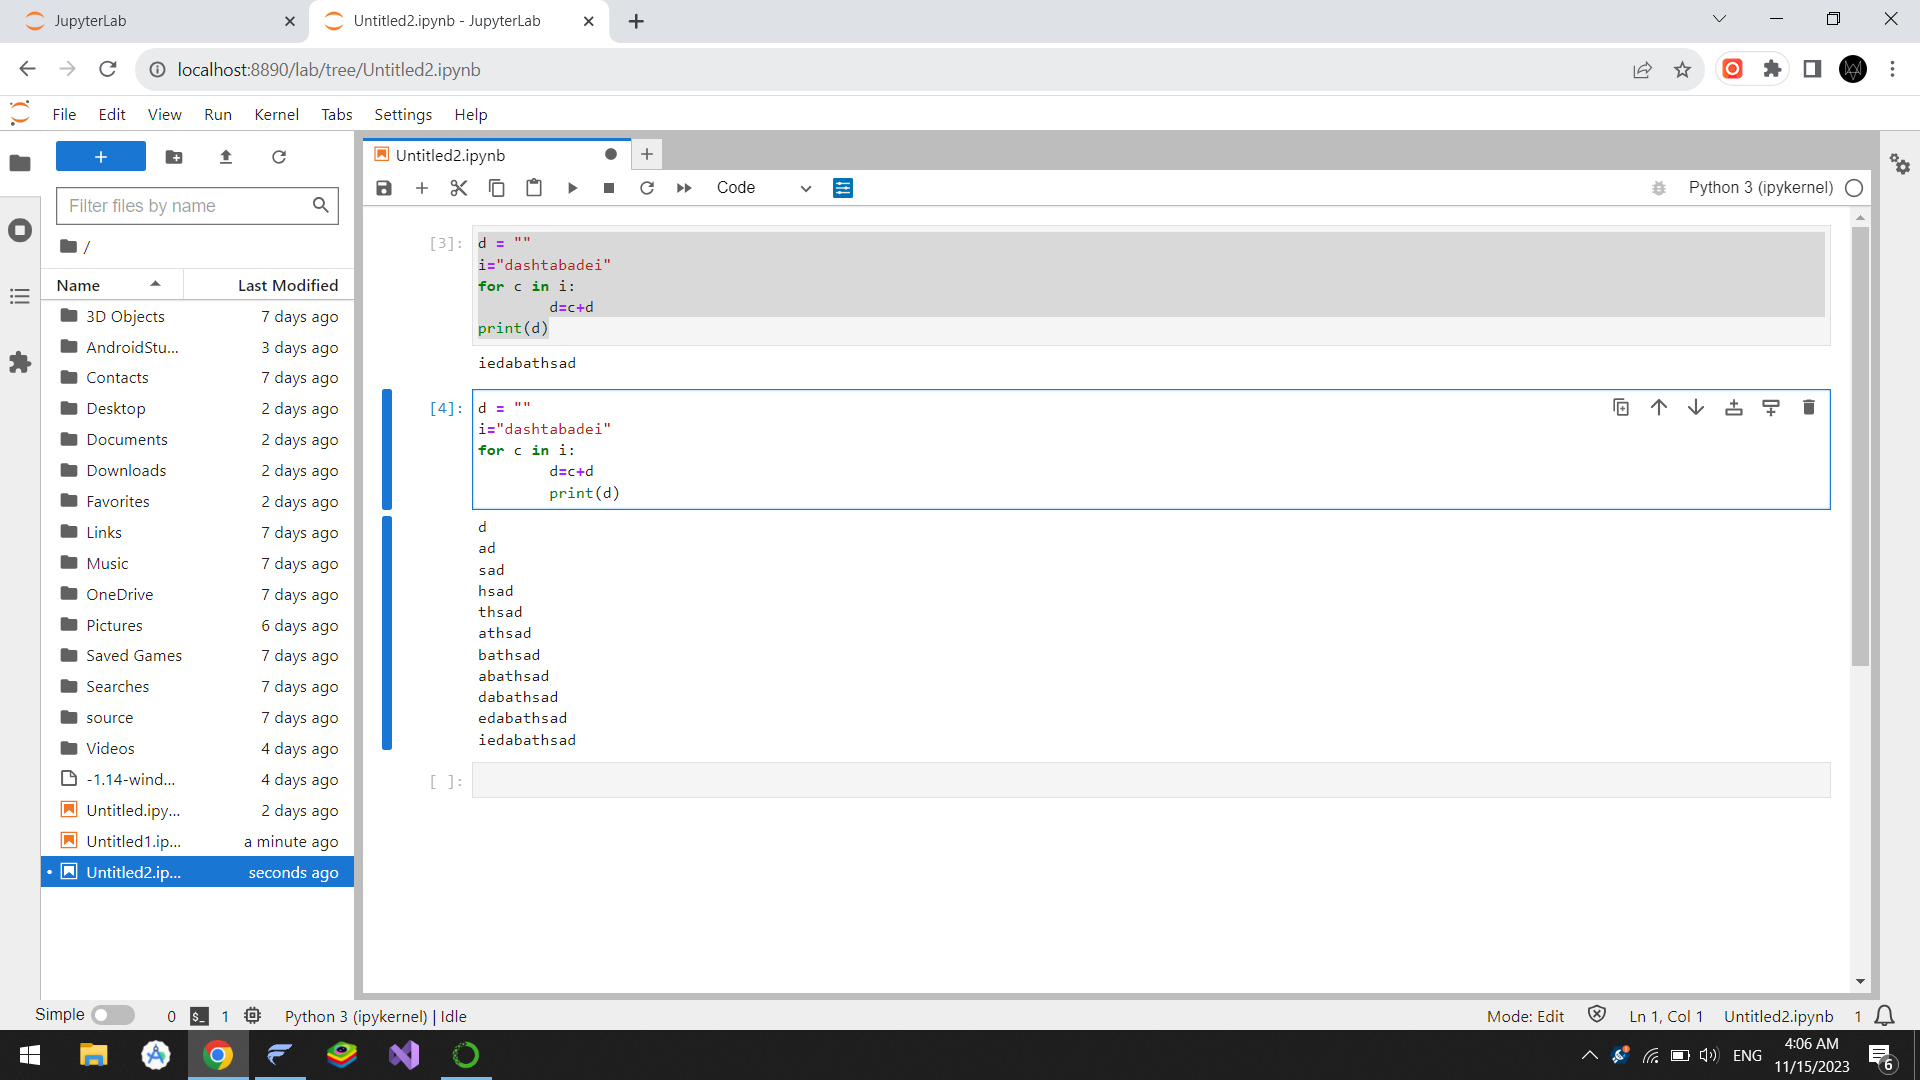 JupyterLab
Untitled2.ipynb - JupyterLab
localhost:8890/lab/tree/Untitled2.ipynb
File Edit View Run Kernel Tabs Settings Help
Untitled2.ipynb
Code
Python 3 (ipykernel)
Filter files by name
/
Name Last Modified
3D Objects 7 days ago
AndroidStu... 3 days ago
Contacts 7 days ago
Desktop 2 days ago
Documents 2 days ago
Downloads 2 days ago
Favorites 2 days ago
Links 7 days ago
Music 7 days ago
OneDrive 7 days ago
Pictures 6 days ago
Saved Games 7 days ago
Searches 7 days ago
source 7 days ago
Videos 4 days ago
-1.14-wind... 4 days ago
Untitled.ipy... 2 days ago
Untitled1.ip... a minute ago
Untitled2.ip... seconds ago
[3]: d = ""
i="dashtabadei"
for c in i:
d=c+d
print(d)
iedabathsad
[4]: d = ""
i="dashtabadei"
for c in i:
d=c+d
print(d)
d
ad
sad
hsad
thsad
athsad
bathsad
abathsad
dabathsad
edabathsad
iedabathsad
[ ]:
Simple 0 $_ 1 Python 3 (ipykernel) | Idle Mode: Edit Ln 1, Col 1 Untitled2.ipynb 1
ENG
4:06 AM
11/15/2023
6